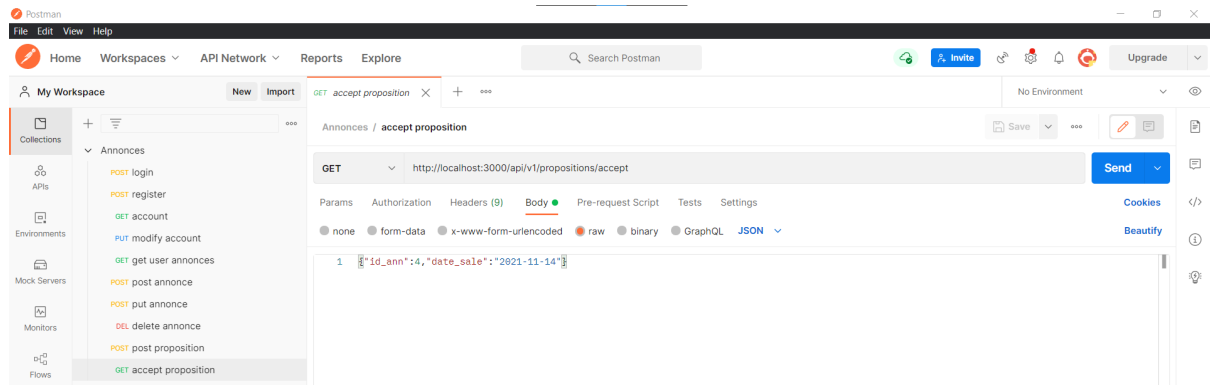 Postman
File Edit View Help
Home Workspaces API Network Reports Explore Search Postman Invite Upgrade
My Workspace New Import GET accept proposition No Environment
Collections
APIs
Environments
Mock Servers
Monitors
Flows
Annonces
POST login
POST register
GET account
PUT modify account
GET get user annonces
POST post annonce
POST put annonce
DEL delete annonce
POST post proposition
GET accept proposition
Annonces / accept proposition Save
GET http://localhost:3000/api/v1/propositions/accept Send
Params Authorization Headers (9) Body Pre-request Script Tests Settings Cookies
none form-data x-www-form-urlencoded raw binary GraphQL JSON Beautify
1 {"id_ann":4,"date_sale":"2021-11-14"}